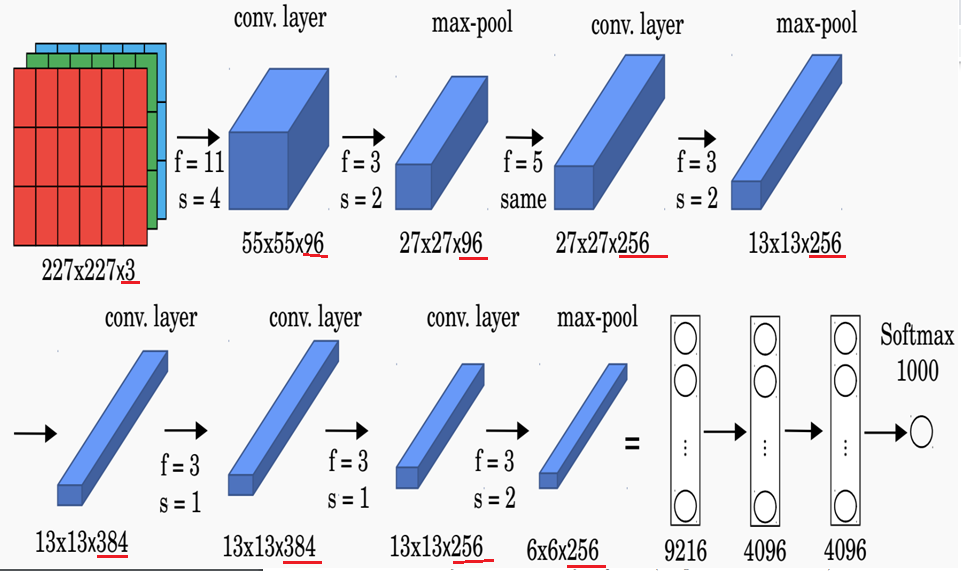 conv. layer
max-pool
conv. layer
max-pool
f = 11
s = 4
f = 3
s = 2
f = 5
same
f = 3
s = 2
227x227x3
55x55x96
27x27x96
27x27x256
13x13x256
conv. layer
conv. layer
conv. layer
max-pool
Softmax
1000
f = 3
s = 1
f = 3
s = 1
f = 3
s = 2
=
⋮
⋮
⋮
13x13x384
13x13x384
13x13x256
6x6x256
9216
4096
4096